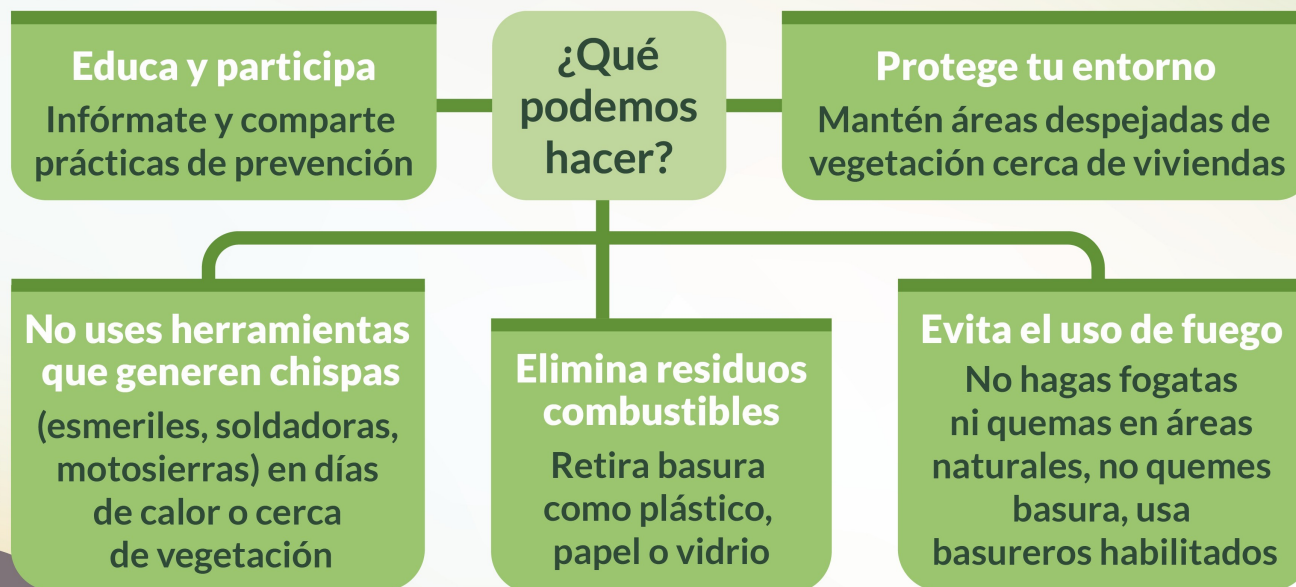 Educa y participa
Infórmate y comparte
prácticas de prevención
¿Qué
podemos
hacer?
Protege tu entorno
Mantén áreas despejadas de
vegetación cerca de viviendas
No uses herramientas
que generen chispas
(esmeriles, soldadoras,
motosierras) en días
de calor o cerca
de vegetación
Elimina residuos
combustibles
Retira basura
como plástico,
papel o vidrio
Evita el uso de fuego
No hagas fogatas
ni quemas en áreas
naturales, no quemes
basura, usa
basureros habilitados